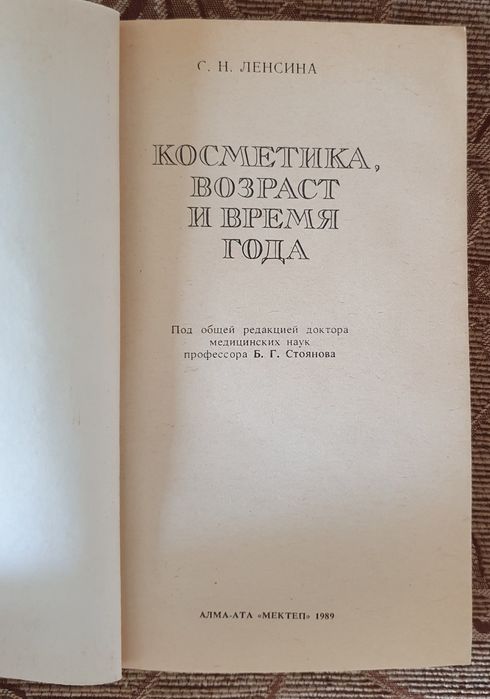 С. Н. ЛЕНСИНА
КОСМЕТИКА,
ВОЗРАСТ
И ВРЕМЯ
ГОДА
Под общей редакцией доктора
медицинских наук
профессора Б. Г. Стоянова
АЛМА-АТА «МЕКТЕП» 1989